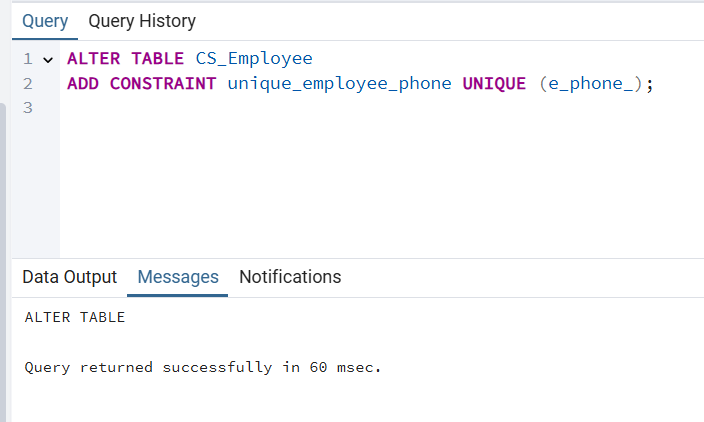 Query Query History
1 ALTER TABLE CS_Employee
2 ADD CONSTRAINT unique_employee_phone UNIQUE (e_phone_);
3
Data Output Messages Notifications
ALTER TABLE
Query returned successfully in 60 msec.